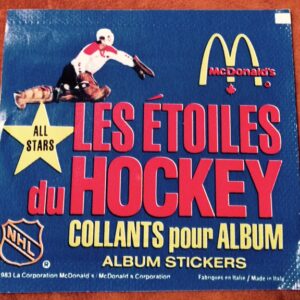 McDonald's
LES ÉTOILES
ALL
STARS
du HOCKEY
COLLANTS pour ALBUM
NHL
®
ALBUM STICKERS
983 La Corporation McDonald's / McDonald's Corporation
Fabriques en Italie / Made in Italy